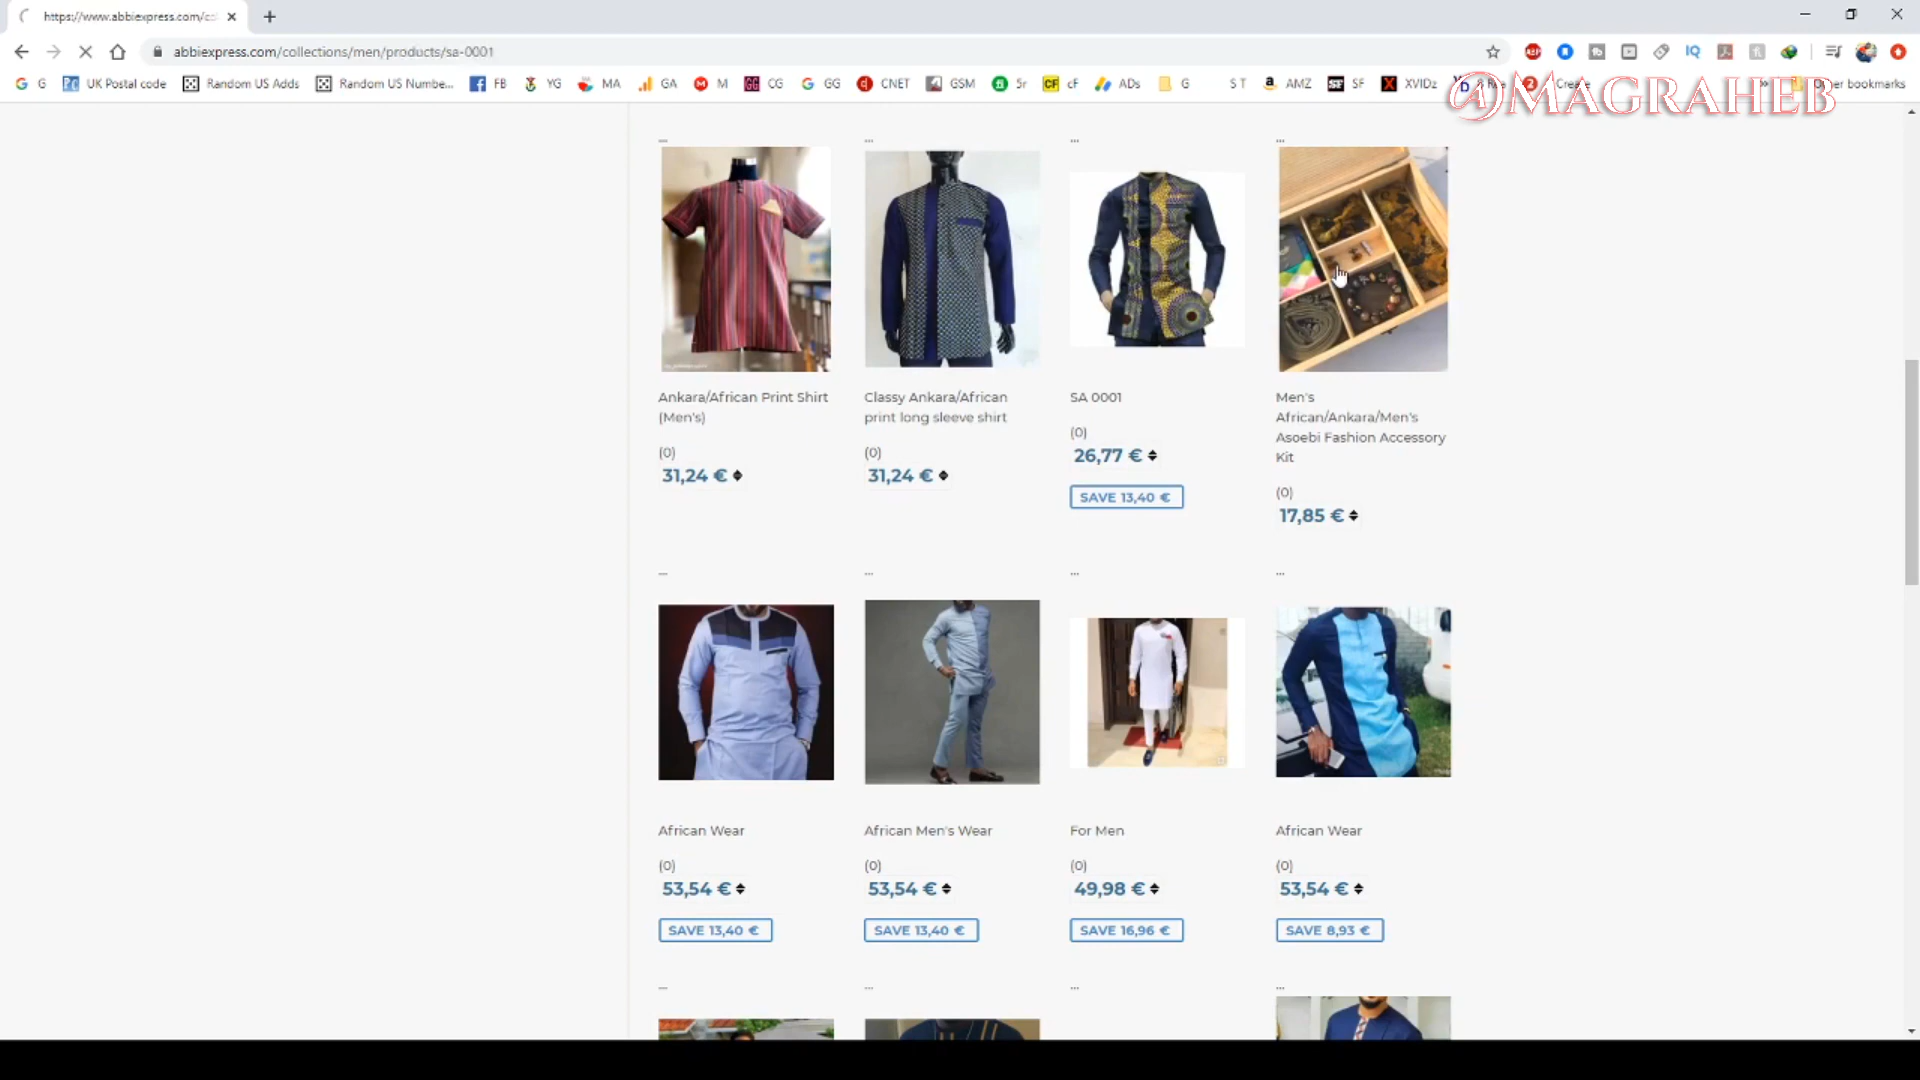 https://www.abbiexpress.com/co
abbiexpress.com/collections/men/products/sa-0001
G UK Postal code Random US Adds Random US Numbe... FB YG MA GA M CG GG CNET GSM 5r cF ADs G S T AMZ SF XVIDz Create Other bookmarks
@MAGRAHEB
... ... ... ...
Ankara/African Print Shirt
(Men's)
(0)
31,24 €
Classy Ankara/African
print long sleeve shirt
(0)
31,24 €
SA 0001
(0)
26,77 €
SAVE 13,40 €
Men's
African/Ankara/Men's
Asoebi Fashion Accessory
Kit
(0)
17,85 €
... ... ... ...
African Wear
(0)
53,54 €
SAVE 13,40 €
African Men's Wear
(0)
53,54 €
SAVE 13,40 €
For Men
(0)
49,98 €
SAVE 16,96 €
African Wear
(0)
53,54 €
SAVE 8,93 €
... ... ... ...